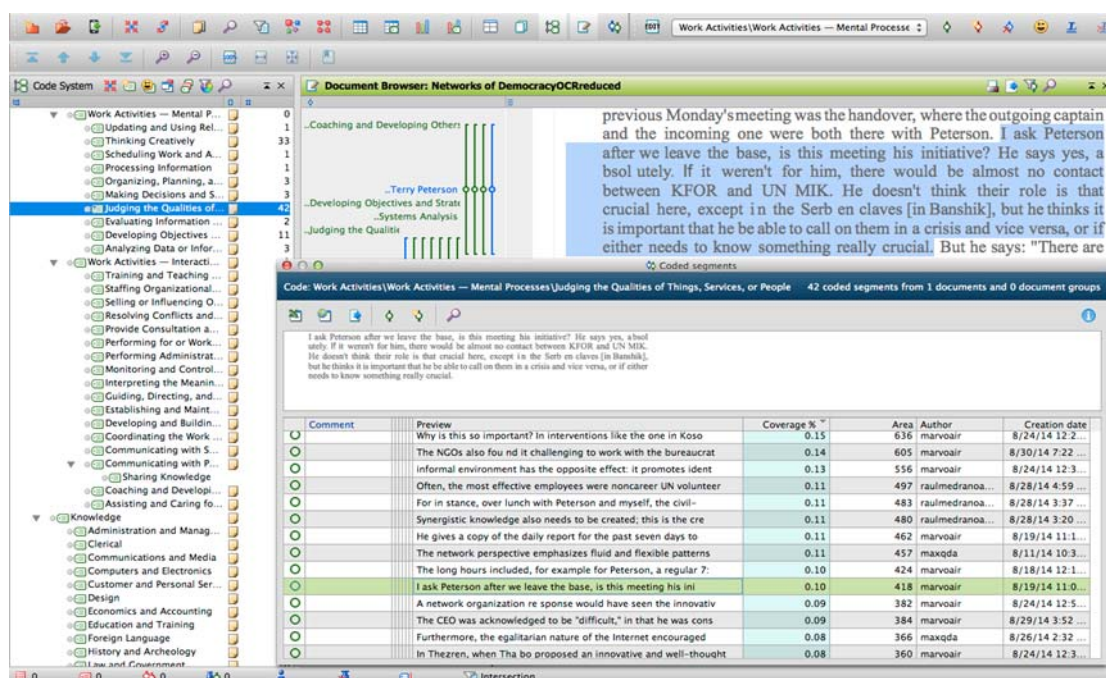 Work Activities\Work Activities — Mental Processe
Code System
Document Browser: Networks of DemocracyOCRreduced
Work Activities — Mental P... 0
Updating and Using Rel... 1
Thinking Creatively 33
Scheduling Work and A... 1
Processing Information 1
Organizing, Planning, a... 3
Making Decisions and S... 3
Judging the Qualities of... 42
Evaluating Information ... 2
Developing Objectives ... 11
Analyzing Data or Infor... 3
Work Activities — Interacti...
Training and Teaching ...
Staffing Organizational...
Selling or Influencing O...
Resolving Conflicts and...
Provide Consultation a...
Performing for or Work...
Performing Administrat...
Monitoring and Control...
Interpreting the Meanin...
Guiding, Directing, and...
Establishing and Maint...
Developing and Buildin...
Coordinating the Work ...
Communicating with S...
Communicating with P...
Sharing Knowledge
Coaching and Developi...
Assisting and Caring fo...
Knowledge
Administration and Manag...
Clerical
Communications and Media
Computers and Electronics
Customer and Personal Ser...
Design
Economics and Accounting
Education and Training
Foreign Language
History and Archeology
Law and Government
..Coaching and Developing Others
..Terry Peterson
..Developing Objectives and Strate
..Systems Analysis
..Judging the Qualitie
previous Monday's meeting was the handover, where the outgoing captain
and the incoming one were both there with Peterson. I ask Peterson
after we leave the base, is this meeting his initiative? He says yes, a
bsol utely. If it weren't for him, there would be almost no contact
between KFOR and UN MIK. He doesn't think their role is that
crucial here, except i n the Serb en claves [in Banshik], but he thinks it
is important that he be able to call on them in a crisis and vice versa, or if
either needs to know something really crucial. But he says: "There are
Coded segments
Code: Work Activities\Work Activities — Mental Processes\Judging the Qualities of Things, Services, or People 42 coded segments from 1 documents and 0 document groups
I ask Peterson after we leave the base, is this meeting his initiative? He says yes, a bsol
utely. If it weren't for him, there would be almost no contact between KFOR and UN MIK.
He doesn't think their role is that crucial here, except i n the Serb en claves [in Banshik],
but he thinks it is important that he be able to call on them in a crisis and vice versa, or if either
needs to know something really crucial.
Comment Preview Coverage % Area Author Creation date
Why is this so important? In interventions like the one in Koso 0.15 636 marvoair 8/24/14 12:2...
The NGOs also fou nd it challenging to work with the bureaucrat 0.14 605 marvoair 8/30/14 7:22 ...
informal environment has the opposite effect: it promotes ident 0.13 556 marvoair 8/24/14 12:3...
Often, the most effective employees were noncareer UN volunteer 0.11 497 raulmedranoa... 8/28/14 4:59 ...
For in stance, over lunch with Peterson and myself, the civil- 0.11 483 raulmedranoa... 8/28/14 3:37 ...
Synergistic knowledge also needs to be created; this is the cre 0.11 480 raulmedranoa... 8/28/14 3:20 ...
He gives a copy of the daily report for the past seven days to 0.11 462 marvoair 8/19/14 11:1...
The network perspective emphasizes fluid and flexible patterns 0.11 457 maxqda 8/11/14 10:3...
The long hours included, for example for Peterson, a regular 7: 0.10 424 marvoair 8/18/14 12:1...
I ask Peterson after we leave the base, is this meeting his ini 0.10 418 marvoair 8/19/14 11:0...
A network organization re sponse would have seen the innovativ 0.09 382 marvoair 8/24/14 12:5...
The CEO was acknowledged to be "difficult," in that he was cons 0.09 384 marvoair 8/29/14 3:52 ...
Furthermore, the egalitarian nature of the Internet encouraged 0.08 366 maxqda 8/26/14 2:32 ...
In Thezren, when Tha bo proposed an innovative and well-thought 0.08 360 marvoair 8/24/14 12:3...
0 0 0 0 Intersection